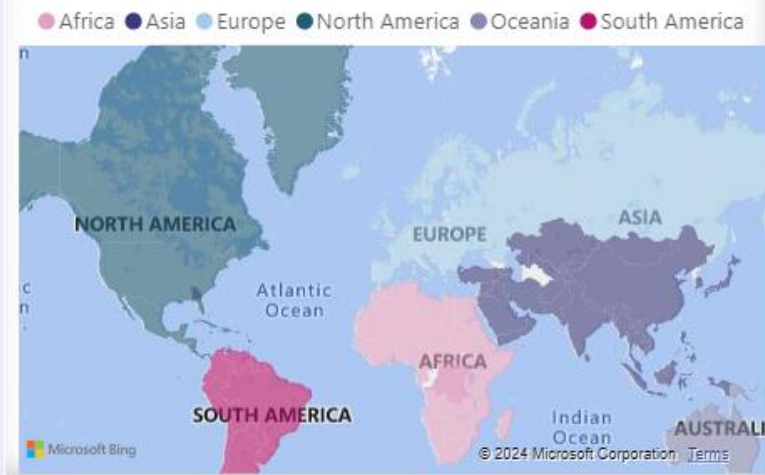 Africa Asia Europe North America Oceania South America
n
NORTH AMERICA
EUROPE
ASIA
c
n
Atlantic
Ocean
AFRICA
SOUTH AMERICA
Indian
Ocean
AUSTRALI
Microsoft Bing
© 2024 Microsoft Corporation Terms